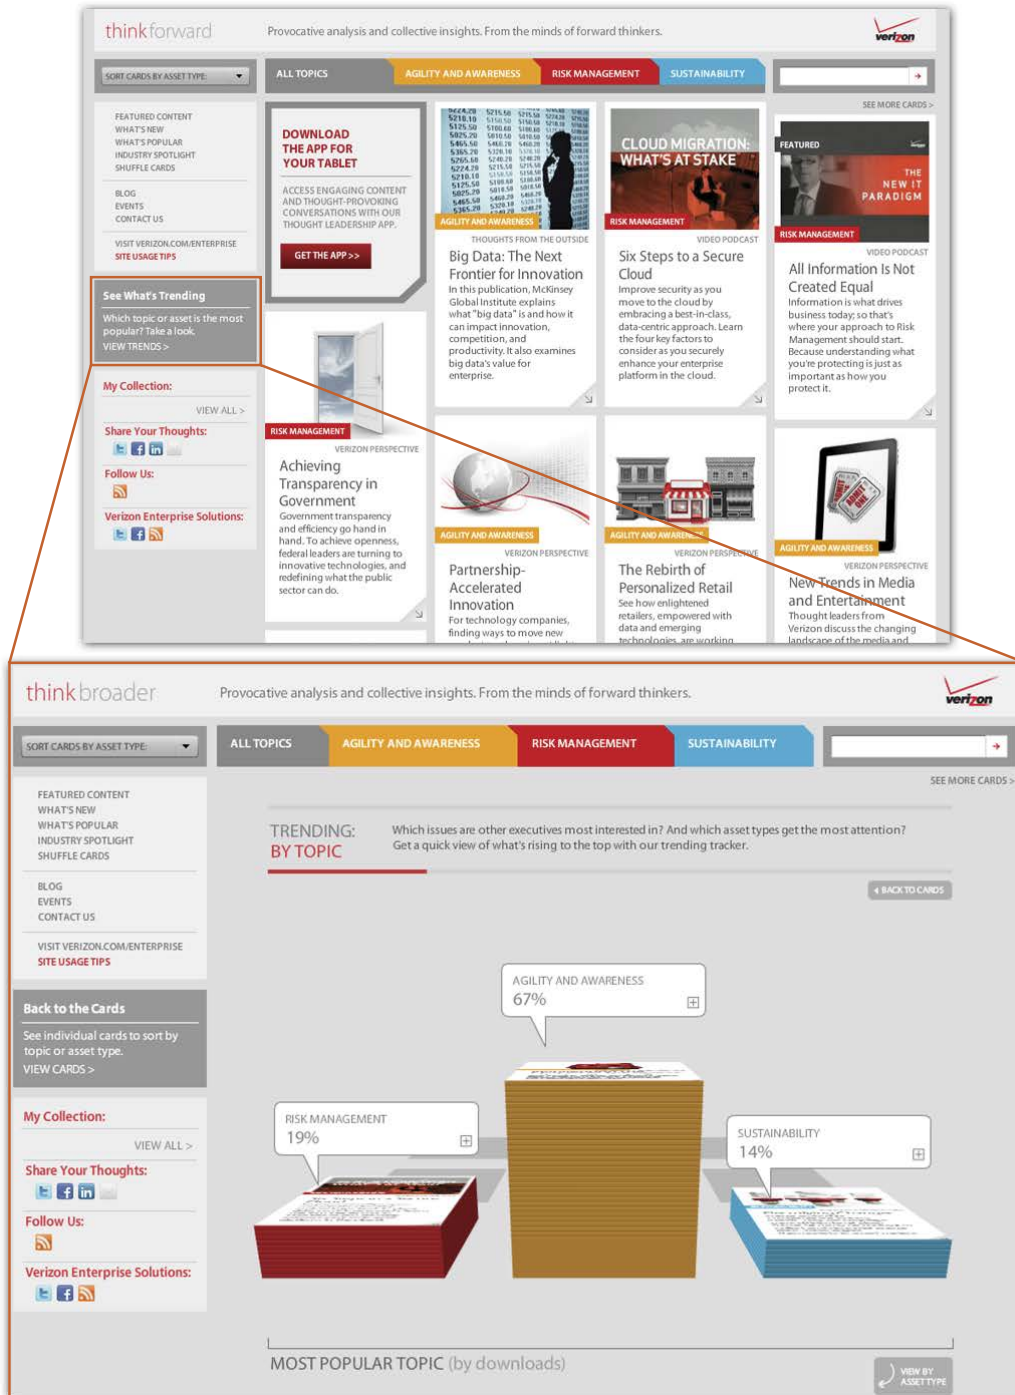 thinkforward
Provocative analysis and collective insights. From the minds of forward thinkers.
verizon
SORT CARDS BY ASSET TYPE:
ALL TOPICS
AGILITY AND AWARENESS
RISK MANAGEMENT
SUSTAINABILITY
SEE MORE CARDS >
FEATURED CONTENT
WHAT'S NEW
WHAT'S POPULAR
INDUSTRY SPOTLIGHT
SHUFFLE CARDS
BLOG
EVENTS
CONTACT US
VISIT VERIZON.COM/ENTERPRISE
SITE USAGE TIPS
See What's Trending
Which topic or asset is the most
popular? Take a look.
VIEW TRENDS >
My Collection:
VIEW ALL >
Share Your Thoughts:
Follow Us:
Verizon Enterprise Solutions:
DOWNLOAD
THE APP FOR
YOUR TABLET
ACCESS ENGAGING CONTENT
AND THOUGHT-PROVOKING
CONVERSATIONS WITH OUR
THOUGHT LEADERSHIP APP.
GET THE APP >>
RISK MANAGEMENT
VERIZON PERSPECTIVE
Achieving
Transparency in
Government
Government transparency
and efficiency go hand in
hand. To achieve openness,
federal leaders are turning to
innovative technologies, and
redefining what the public
sector can do.
AGILITY AND AWARENESS
THOUGHTS FROM THE OUTSIDE
Big Data: The Next
Frontier for Innovation
In this publication, McKinsey
Global Institute explains
what "big data" is and how it
can impact innovation,
competition, and
productivity. It also examines
big data's value for
enterprise.
AGILITY AND AWARENESS
VERIZON PERSPECTIVE
Partnership-
Accelerated
Innovation
For technology companies,
finding ways to move new
CLOUD MIGRATION:
WHAT'S AT STAKE
RISK MANAGEMENT
VIDEO PODCAST
Six Steps to a Secure
Cloud
Improve security as you
move to the cloud by
embracing a best-in-class,
data-centric approach. Learn
the four key factors to
consider as you securely
enhance your enterprise
platform in the cloud.
AGILITY AND AWARENESS
VERIZON PERSPECTIVE
The Rebirth of
Personalized Retail
See how enlightened
retailers, empowered with
data and emerging
technologies, are working
FEATURED
THE
NEW IT
PARADIGM
RISK MANAGEMENT
VIDEO PODCAST
All Information Is Not
Created Equal
Information is what drives
business today; so that's
where your approach to Risk
Management should start.
Because understanding what
you're protecting is just as
important as how you
protect it.
ADMIT ONE
AGILITY AND AWARENESS
VERIZON PERSPECTIVE
New Trends in Media
and Entertainment
Thought leaders from
Verizon discuss the changing
landscape of the media and
thinkbroader
Provocative analysis and collective insights. From the minds of forward thinkers.
verizon
SORT CARDS BY ASSET TYPE:
ALL TOPICS
AGILITY AND AWARENESS
RISK MANAGEMENT
SUSTAINABILITY
SEE MORE CARDS >
FEATURED CONTENT
WHAT'S NEW
WHAT'S POPULAR
INDUSTRY SPOTLIGHT
SHUFFLE CARDS
BLOG
EVENTS
CONTACT US
VISIT VERIZON.COM/ENTERPRISE
SITE USAGE TIPS
Back to the Cards
See individual cards to sort by
topic or asset type.
VIEW CARDS >
My Collection:
VIEW ALL >
Share Your Thoughts:
Follow Us:
Verizon Enterprise Solutions:
TRENDING:
BY TOPIC
Which issues are other executives most interested in? And which asset types get the most attention?
Get a quick view of what's rising to the top with our trending tracker.
BACK TO CARDS
AGILITY AND AWARENESS
67%
RISK MANAGEMENT
19%
SUSTAINABILITY
14%
MOST POPULAR TOPIC (by downloads)
VIEW BY
ASSET TYPE